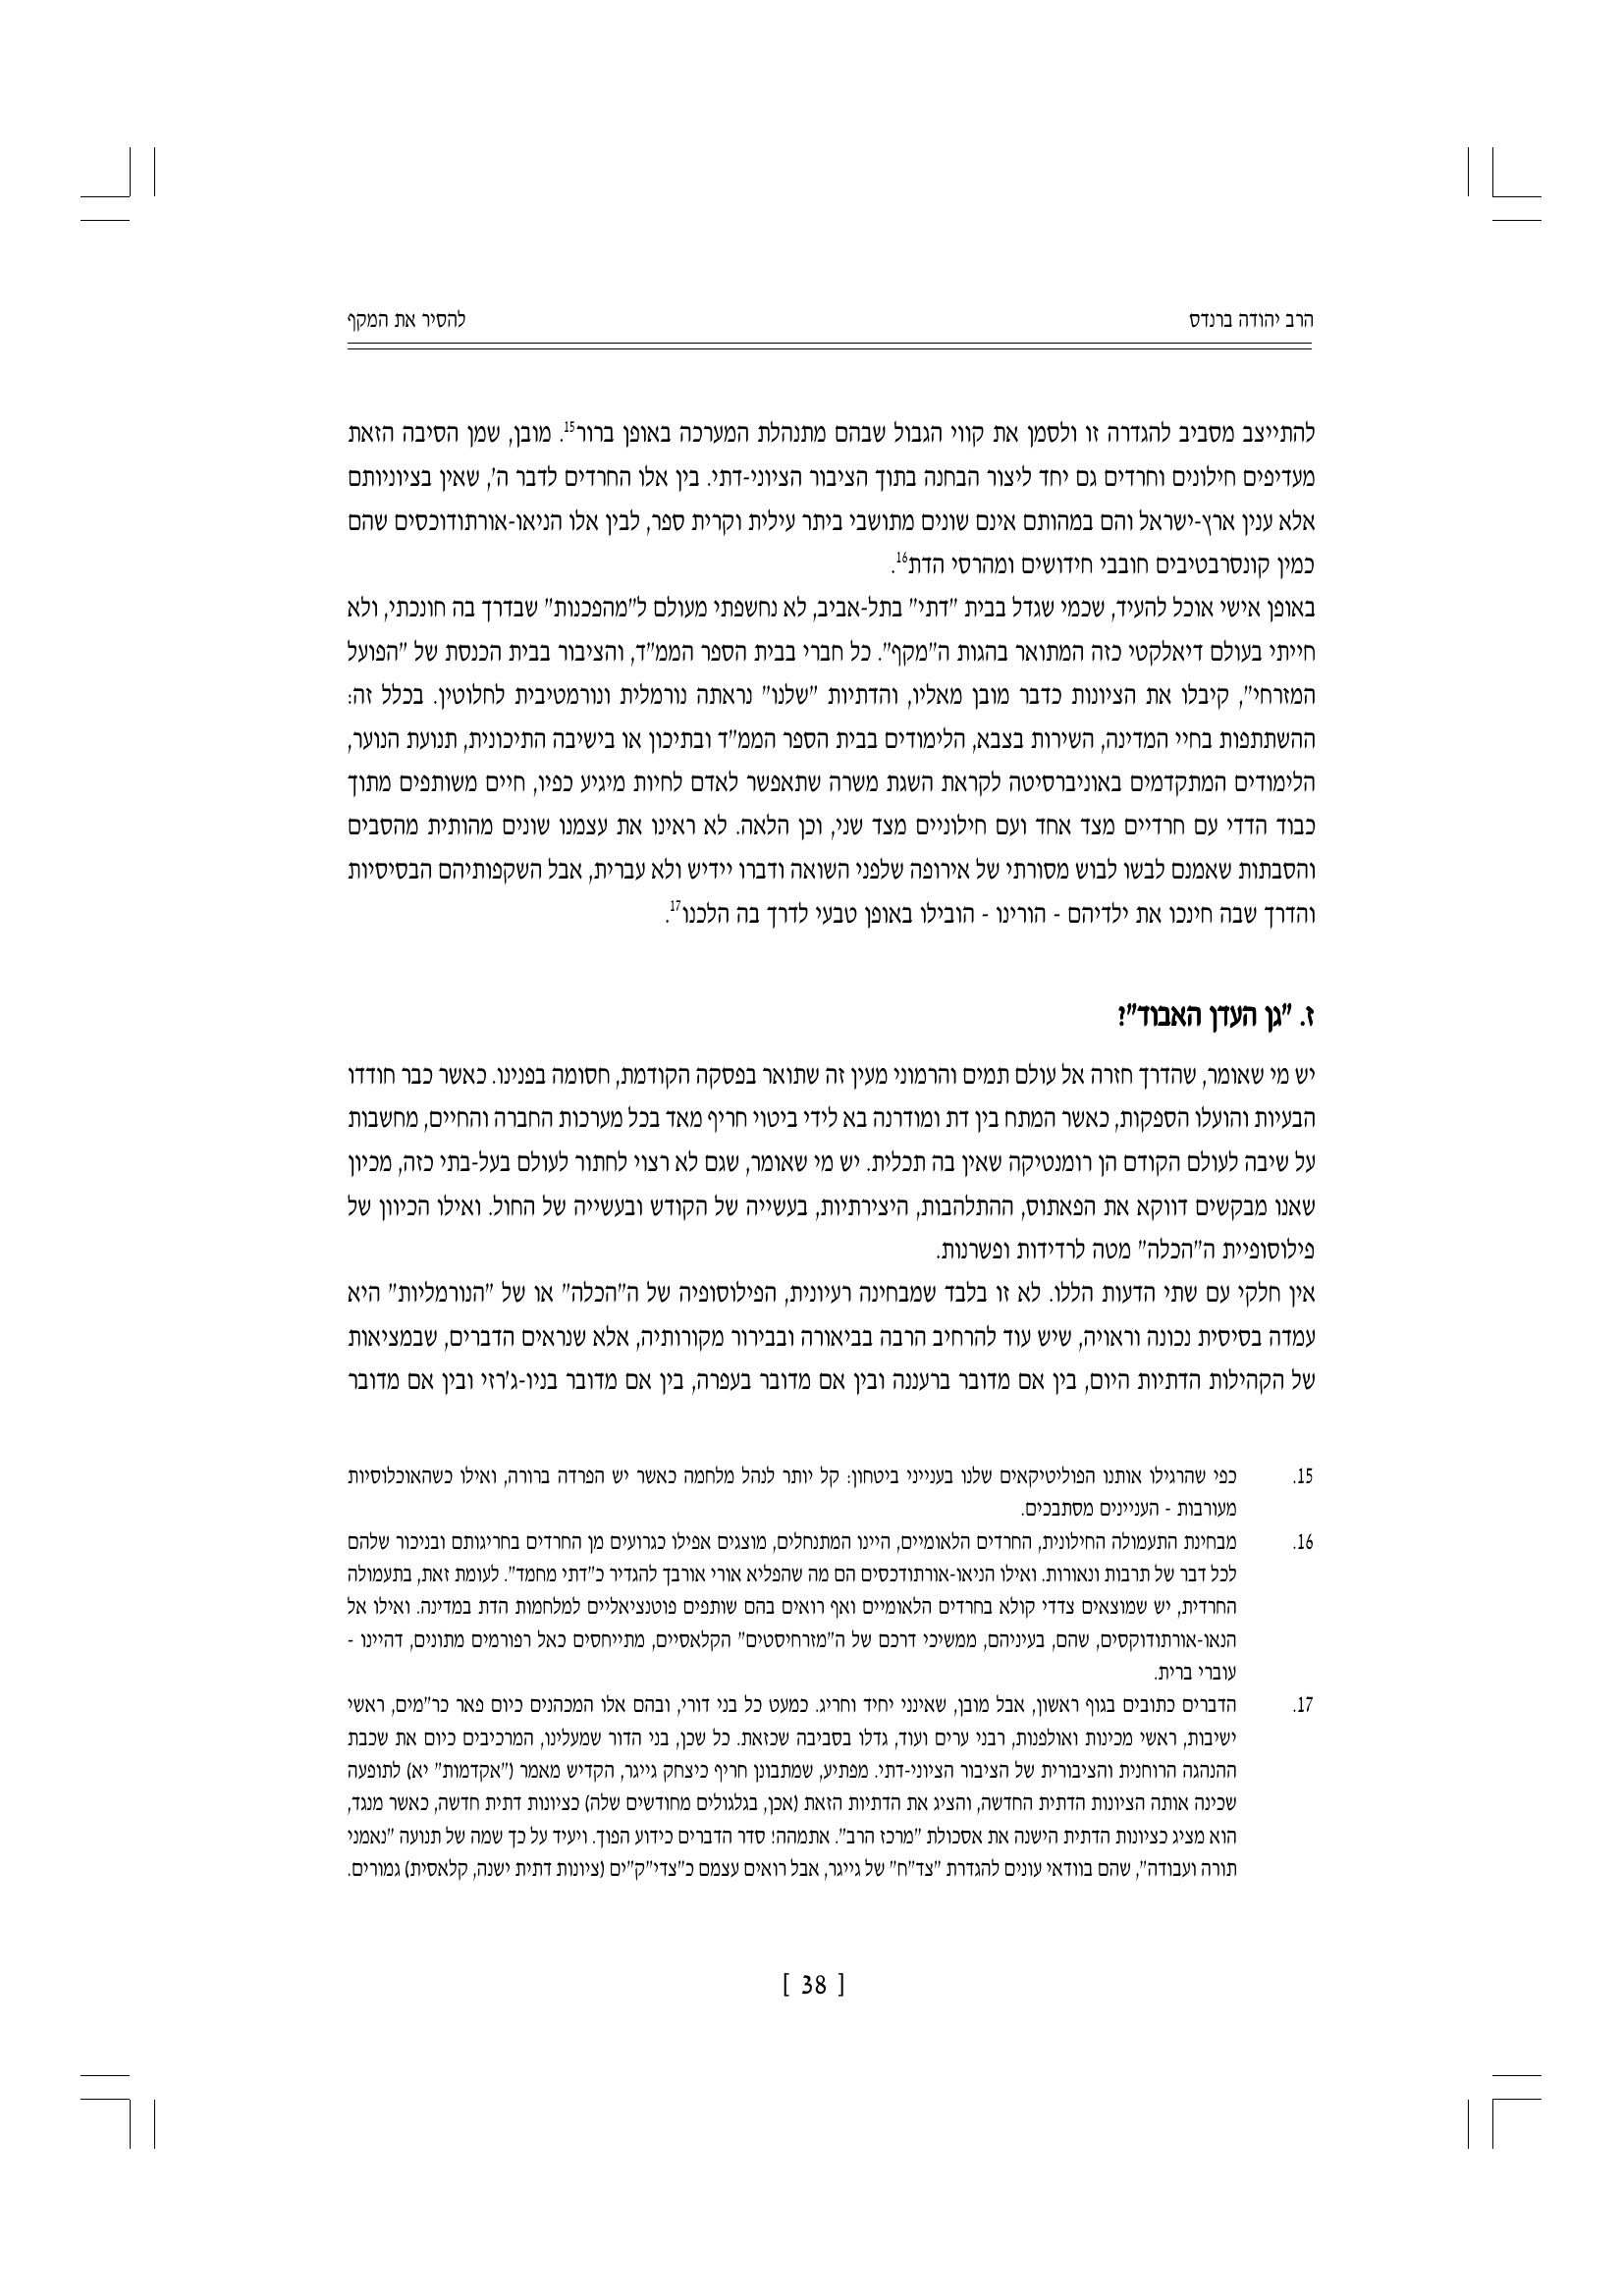 הרב יהודה ברנדס
להסיר את המקף
להתייצב מסביב להגדרה זו ולסמן את קווי הגבול שבהם מתנהלת המערכה באופן ברור15. מובן, שמן הסיבה הזאת
מעדיפים חילונים וחרדים גם יחד ליצור הבחנה בתוך הציבור הציוני-דתי. בין אלו החרדים לדבר ה', שאין בציוניותם
אלא ענין ארץ-ישראל והם במהותם אינם שונים מתושבי ביתר עילית וקרית ספר, לבין אלו הניאו-אורתודוכסים שהם
כמין קונסרבטיבים חובבי חידושים ומהרסי הדת16.
באופן אישי אוכל להעיד, שכמי שגדל בבית "דתי" בתל-אביב, לא נחשפתי מעולם ל"מהפכנות" שבדרך בה חונכתי, ולא
חייתי בעולם דיאלקטי כזה המתואר בהגות ה"מקף". כל חברי בבית הספר הממ"ד, והציבור בבית הכנסת של "הפועל
המזרחי", קיבלו את הציונות כדבר מובן מאליו, והדתיות "שלנו" נראתה נורמלית ונורמטיבית לחלוטין. בכלל זה:
ההשתתפות בחיי המדינה, השירות בצבא, הלימודים בבית הספר הממ"ד ובתיכון או בישיבה התיכונית, תנועת הנוער,
הלימודים המתקדמים באוניברסיטה לקראת השגת משרה שתאפשר לאדם לחיות מיגיע כפיו, חיים משותפים מתוך
כבוד הדדי עם חרדיים מצד אחד ועם חילוניים מצד שני, וכן הלאה. לא ראינו את עצמנו שונים מהותית מהסבים
והסבתות שאמנם לבשו לבוש מסורתי של אירופה שלפני השואה ודברו יידיש ולא עברית, אבל השקפותיהם הבסיסיות
והדרך שבה חינכו את ילדיהם - הורינו - הובילו באופן טבעי לדרך בה הלכנו17.
ז. "גן העדן האבוד"?
יש מי שאומר, שהדרך חזרה אל עולם תמים והרמוני מעין זה שתואר בפסקה הקודמת, חסומה בפנינו. כאשר כבר חודדו
הבעיות והועלו הספקות, כאשר המתח בין דת ומודרנה בא לידי ביטוי חריף מאד בכל מערכות החברה והחיים, מחשבות
על שיבה לעולם הקודם הן רומנטיקה שאין בה תכלית. יש מי שאומר, שגם לא רצוי לחתור לעולם בעל-בתי כזה, מכיון
שאנו מבקשים דווקא את הפאתוס, ההתלהבות, היצירתיות, בעשייה של הקודש ובעשייה של החול. ואילו הכיוון של
פילוסופיית ה"הכלה" מטה לרדידות ופשרנות.
אין חלקי עם שתי הדעות הללו. לא זו בלבד שמבחינה רעיונית, הפילוסופיה של ה"הכלה" או של "הנורמליות" היא
עמדה בסיסית נכונה וראויה, שיש עוד להרחיב הרבה בביאורה ובבירור מקורותיה, אלא שנראים הדברים, שבמציאות
של הקהילות הדתיות היום, בין אם מדובר ברעננה ובין אם מדובר בעפרה, בין אם מדובר בניו-ג'רזי ובין אם מדובר
15. כפי שהרגילו אותנו הפוליטיקאים שלנו בענייני ביטחון: קל יותר לנהל מלחמה כאשר יש הפרדה ברורה, ואילו כשהאוכלוסיות
מעורבות - העניינים מסתבכים.
16. מבחינת התעמולה החילונית, החרדים הלאומיים, היינו המתנחלים, מוצגים אפילו כגרועים מן החרדים בחריגותם ובניכור שלהם
לכל דבר של תרבות ונאורות. ואילו הניאו-אורתודכסים הם מה שהפליא אורי אורבך להגדיר כ"דתי מחמד". לעומת זאת, בתעמולה
החרדית, יש שמוצאים צדדי קולא בחרדים הלאומיים ואף רואים בהם שותפים פוטנציאליים למלחמות הדת במדינה. ואילו אל
הנאו-אורתודוקסים, שהם, בעיניהם, ממשיכי דרכם של ה"מזרחיסטים" הקלאסיים, מתייחסים כאל רפורמים מתונים, דהיינו -
עוברי ברית.
17. הדברים כתובים בגוף ראשון, אבל מובן, שאינני יחיד וחריג. כמעט כל בני דורי, ובהם אלו המכהנים כיום פאר כר"מים, ראשי
ישיבות, ראשי מכינות ואולפנות, רבני ערים ועוד, גדלו בסביבה שכזאת. כל שכן, בני הדור שמעלינו, המרכיבים כיום את שכבת
ההנהגה הרוחנית והציבורית של הציבור הציוני-דתי. מפתיע, שמתבונן חריף כיצחק גייגר, הקדיש מאמר ("אקדמות" יא) לתופעה
שכינה אותה הציונות הדתית החדשה, והציג את הדתיות הזאת (אכן, בגלגולים מחודשים שלה) כציונות דתית חדשה, כאשר מנגד,
הוא מציג כציונות הדתית הישנה את אסכולת "מרכז הרב". אתמהה! סדר הדברים כידוע הפוך. ויעיד על כך שמה של תנועה "נאמני
תורה ועבודה", שהם בוודאי עונים להגדרת "צד"ח" של גייגר, אבל רואים עצמם כ"צדי"ק"ים (ציונות דתית ישנה, קלאסית) גמורים.
[ 38 ]